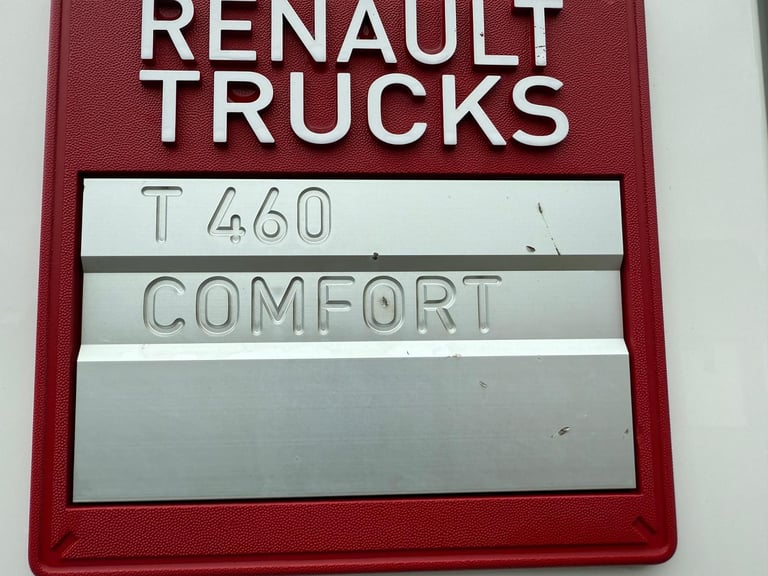 RENAULT
TRUCKS
T 460
COMFORT